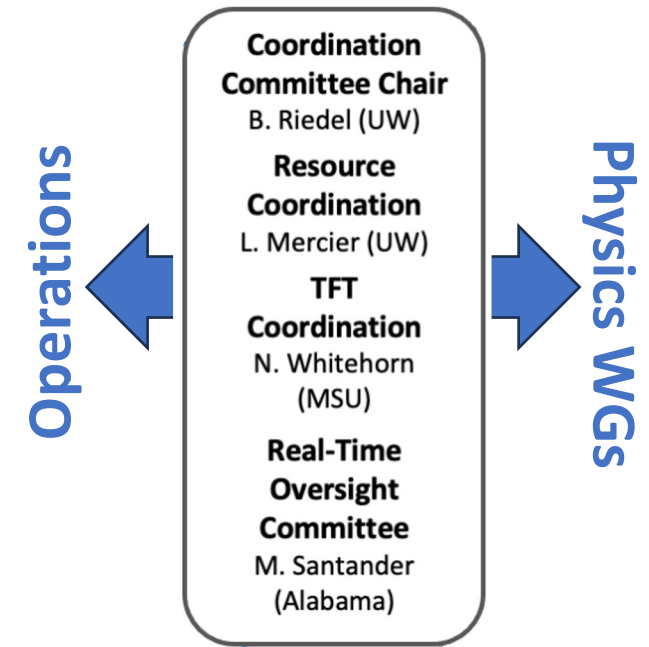 Operations
Coordination
Committee Chair
B. Riedel (UW)
Resource
Coordination
L. Mercier (UW)
TFT
Coordination
N. Whitehorn
(MSU)
Real-Time
Oversight
Committee
M. Santander
(Alabama)
Physics WGs